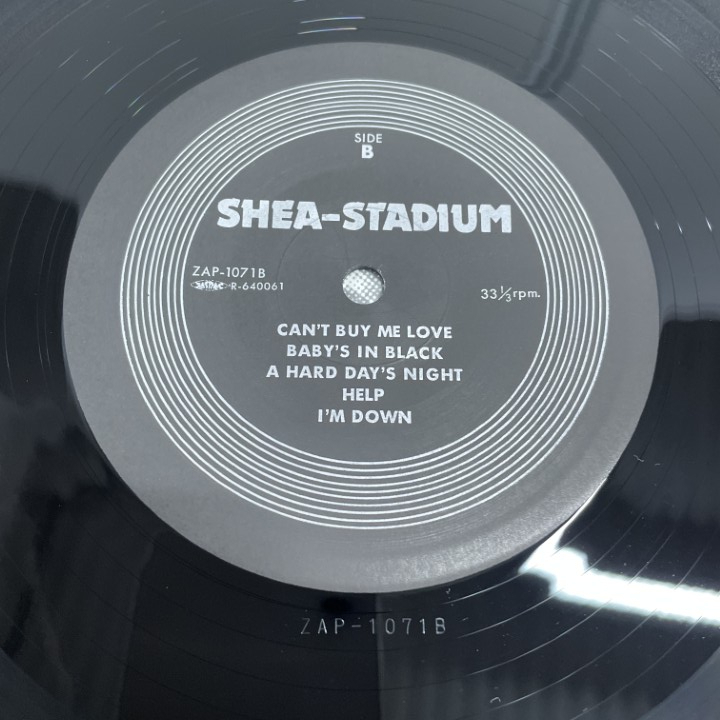 SIDE
B
SHEA-STADIUM
ZAP-1071B
R-640061
33⅓rpm.
CAN'T BUY ME LOVE
BABY'S IN BLACK
A HARD DAY'S NIGHT
HELP
I'M DOWN
ZAP-1071B